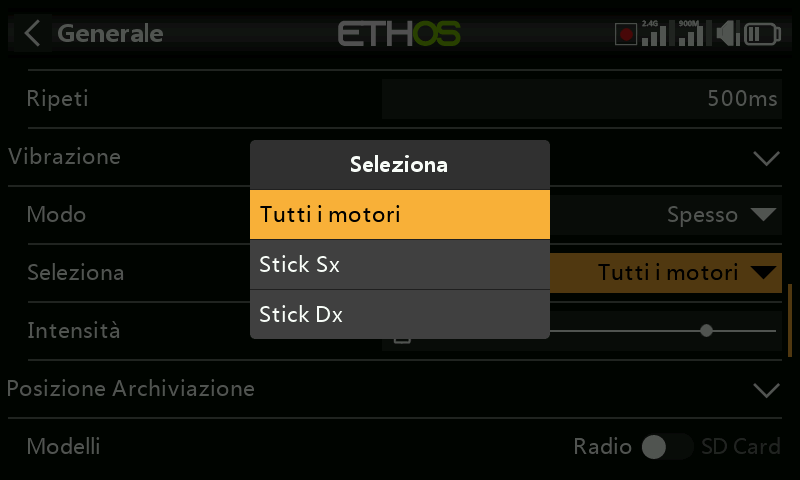 Generale
ETHOS
2.4G
900M
Ripeti
500ms
Vibrazione
Seleziona
Modo
Spesso
Tutti i motori
Seleziona
Tutti i motori
Stick Sx
Stick Dx
Intensità
Posizione Archiviazione
Modelli
Radio
SD Card